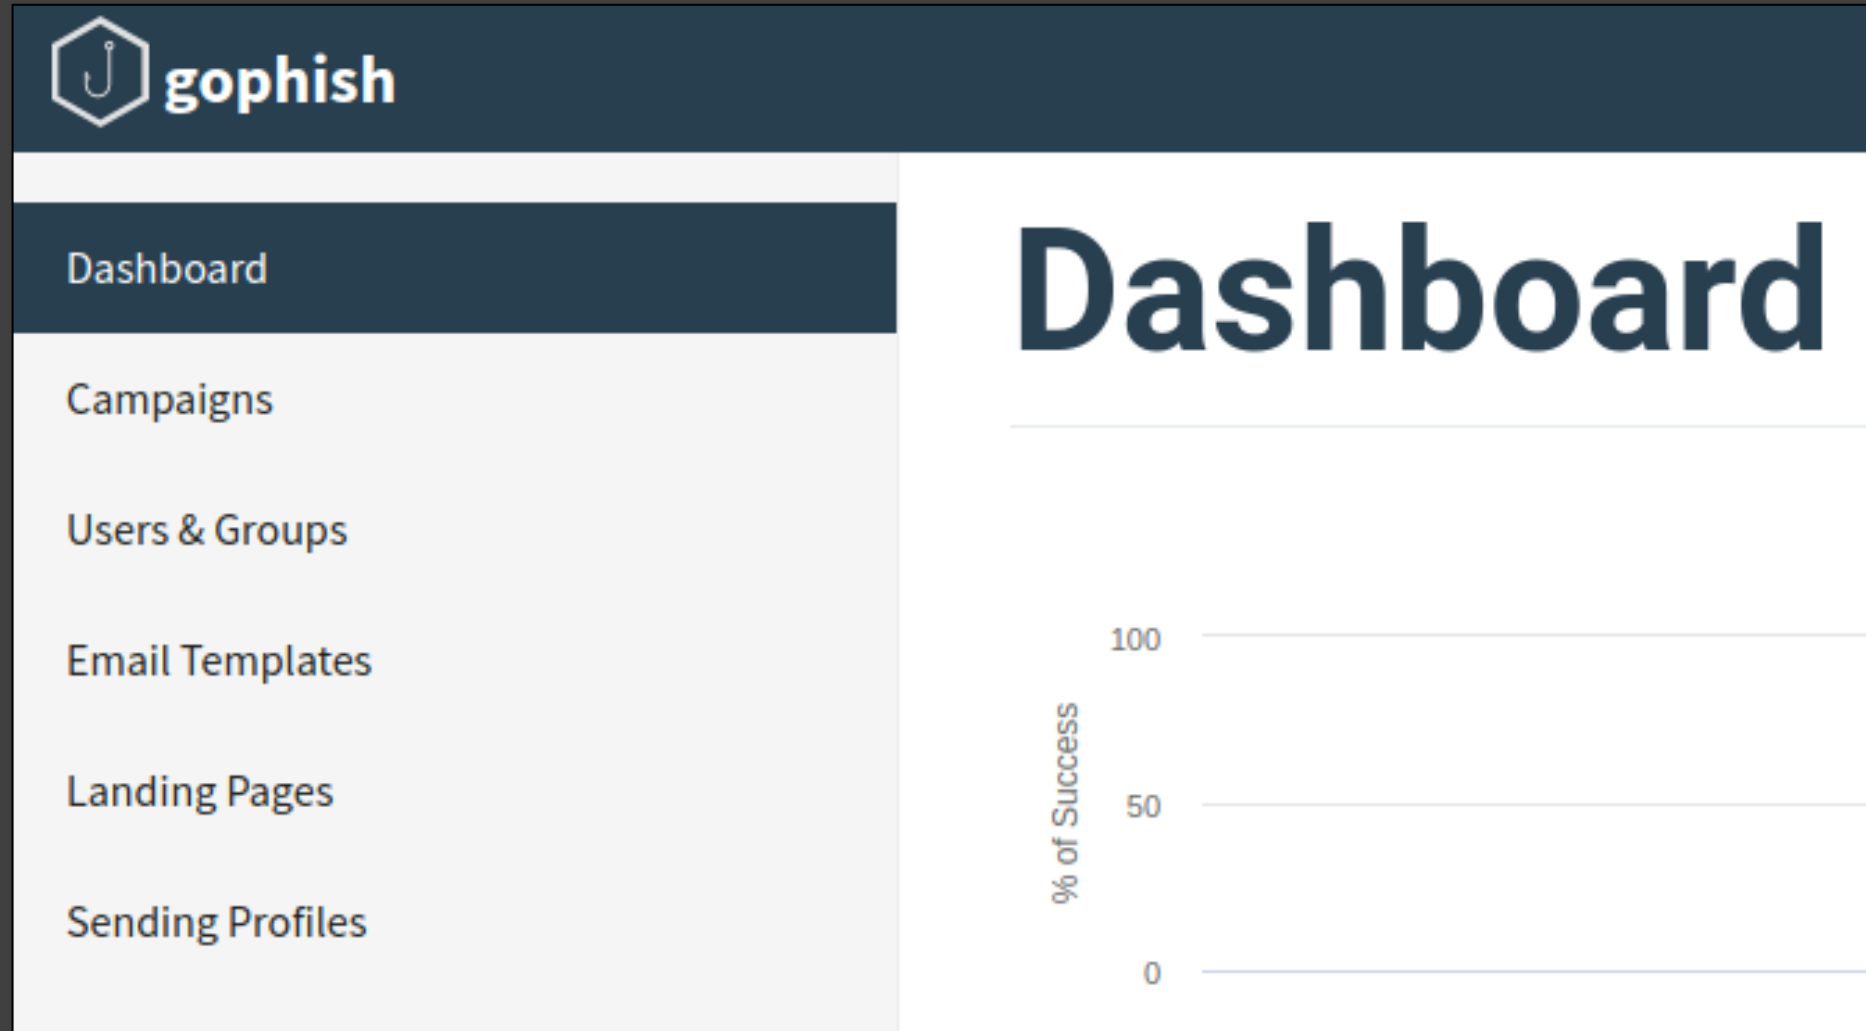 gophish
Dashboard
Campaigns
Users & Groups
Email Templates
Landing Pages
Sending Profiles
Dashboard
% of Success
100
50
0